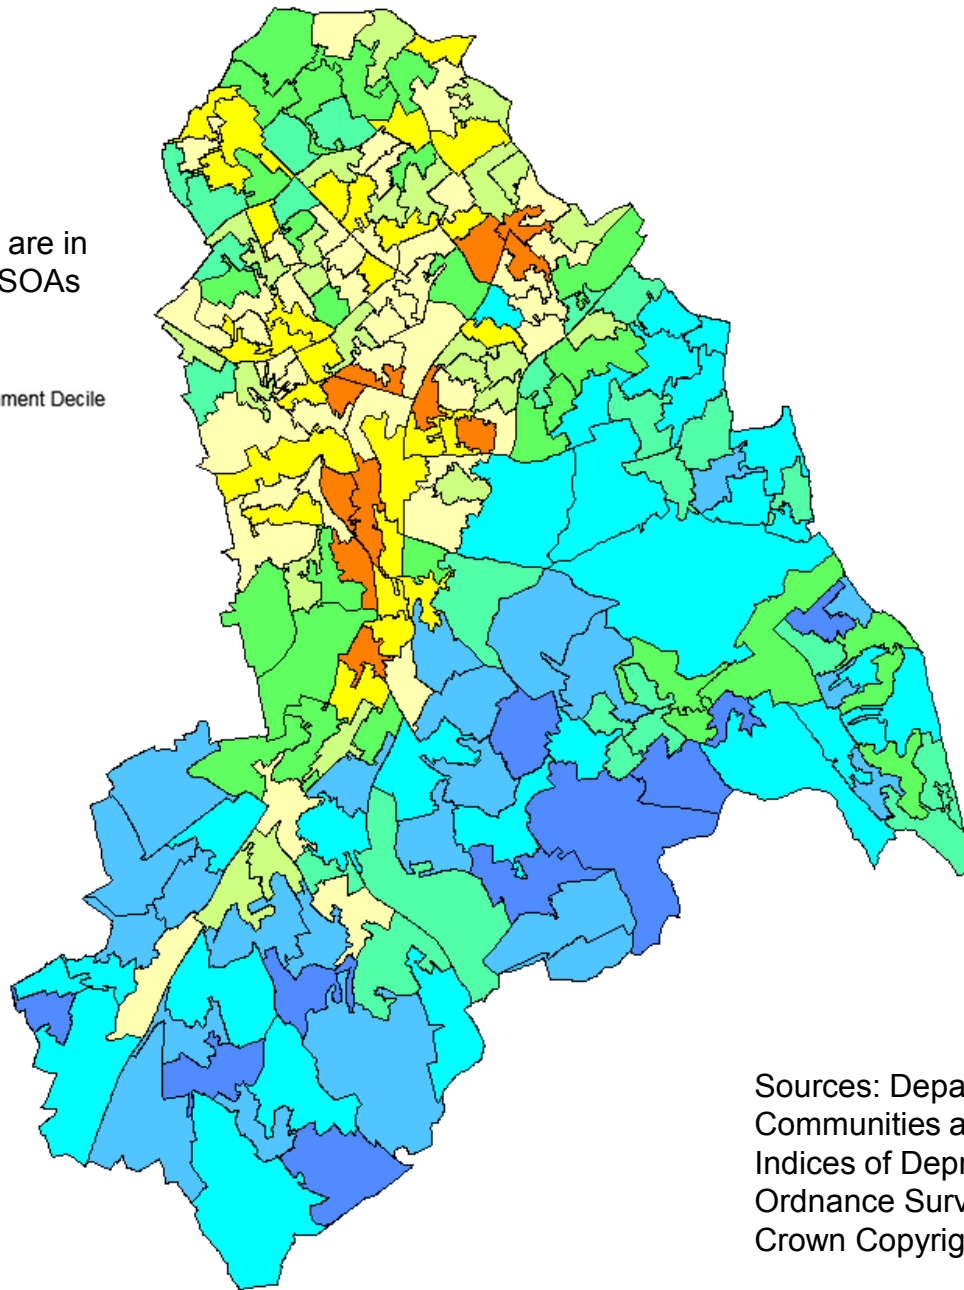 are in
SOAs
ment Decile
Sources: Depa
Communities a
Indices of Depr
Ordnance Surv
Crown Copyrig